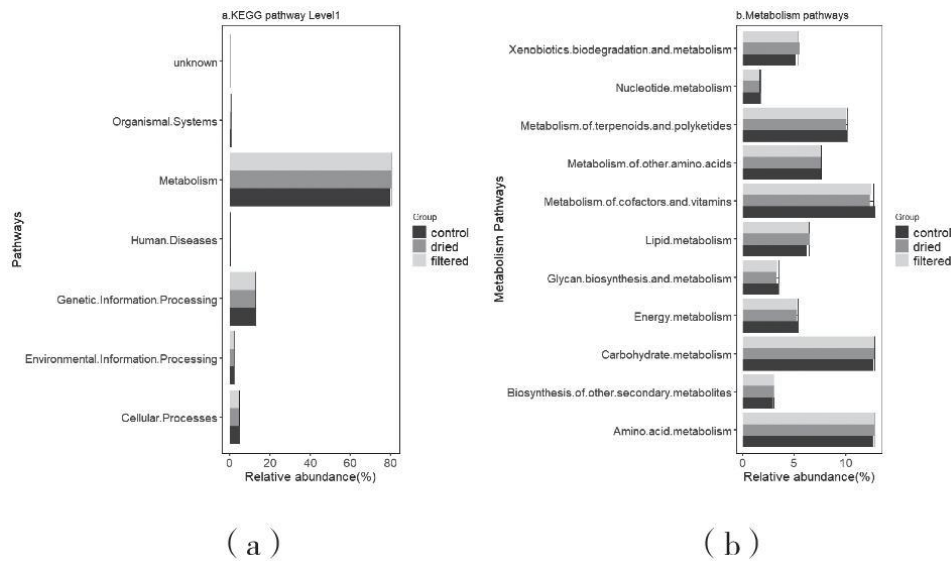 a.KEGG pathway Level1
Pathways
unknown
Organismal.Systems
Metabolism
Human.Diseases
Genetic.Information.Processing
Environmental.Information.Processing
Cellular.Processes
0 20 40 60 80
Relative abundance(%)
Group
control
dried
filtered
(a)
b.Metabolism pathways
Metabolism Pathways
Xenobiotics.biodegradation.and.metabolism
Nucleotide.metabolism
Metabolism.of.terpenoids.and.polyketides
Metabolism.of.other.amino.acids
Metabolism.of.cofactors.and.vitamins
Lipid.metabolism
Glycan.biosynthesis.and.metabolism
Energy.metabolism
Carbohydrate.metabolism
Biosynthesis.of.other.secondary.metabolites
Amino.acid.metabolism
0 5 10
Relative abundance(%)
Group
control
dried
filtered
(b)